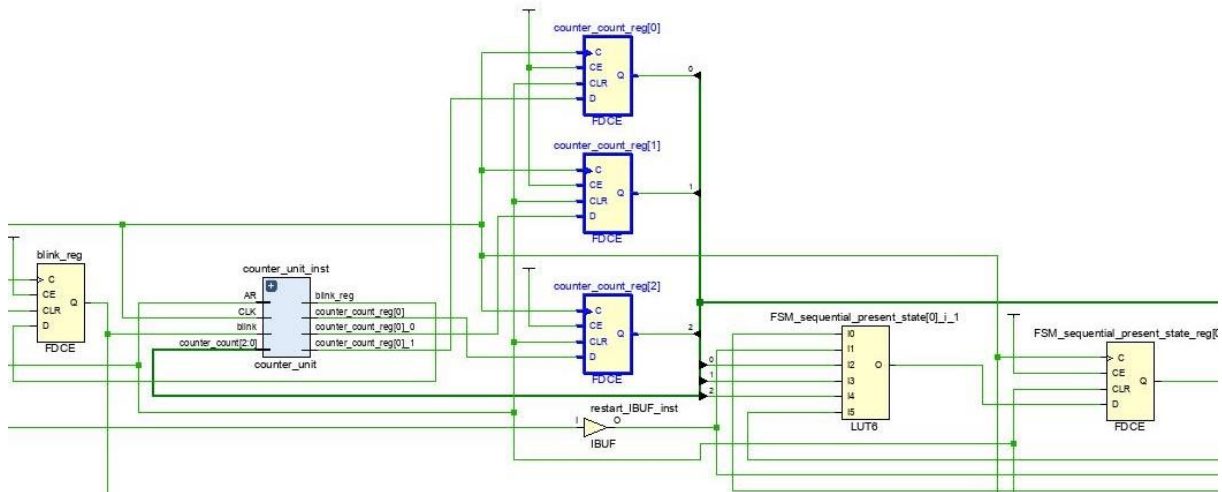 counter_count_reg[0]
C
CE
CLR
D
Q
FDCE
0
counter_count_reg[1]
C
CE
CLR
D
Q
FDCE
1
blink_reg
C
CE
CLR
D
Q
FDCE
counter_unit_inst
AR
CLK
blink
counter_count[2:0]
blink_reg
counter_count_reg[0]
counter_count_reg[0]_0
counter_count_reg[0]_1
counter_unit
counter_count_reg[2]
C
CE
CLR
D
Q
FDCE
2
0
1
2
FSM_sequential_present_state[0]_i_1
I0
I1
I2
I3
I4
I5
O
LUT6
FSM_sequential_present_state_reg[0
C
CE
CLR
D
Q
FDCE
restart_IBUF_inst
I
O
IBUF